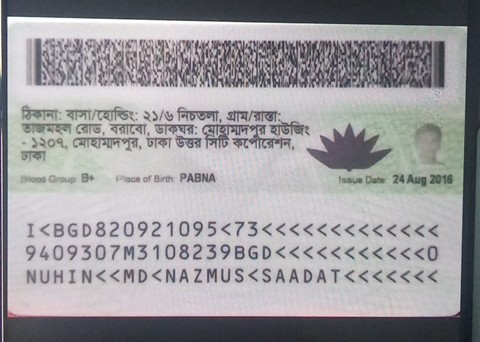 ঠিকানা: বাসা/হোল্ডিং: ২১/৬ নিচতলা, গ্রাম/রাস্তা:
তাজমহল রোড, বরাবো, ডাকঘর: মোহাম্মদপুর হাউজিং
- ১২০৭, মোহাম্মদপুর, ঢাকা উত্তর সিটি কর্পোরেশন,
ঢাকা
Blood Group: B+ Place of Birth: PABNA Issue Date: 24 Aug 2016
I<BGD820921095<73<<<<<<<<<<<<<
9409307M3108239BGD<<<<<<<<<<<0
NUHIN<<MD<NAZMUS<SAADAT<<<<<<<